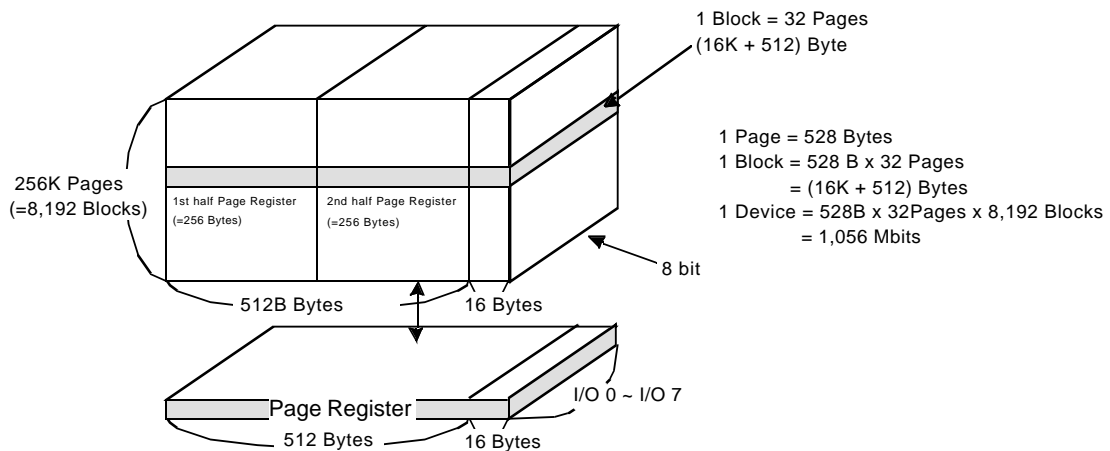 1 Block = 32 Pages
(16K + 512) Byte
1 Page = 528 Bytes
1 Block = 528 B x 32 Pages
= (16K + 512) Bytes
1 Device = 528B x 32Pages x 8,192 Blocks
= 1,056 Mbits
256K Pages
(=8,192 Blocks)
1st half Page Register
(=256 Bytes)
2nd half Page Register
(=256 Bytes)
8 bit
512B Bytes
16 Bytes
I/O 0 ~ I/O 7
Page Register
512 Bytes
16 Bytes